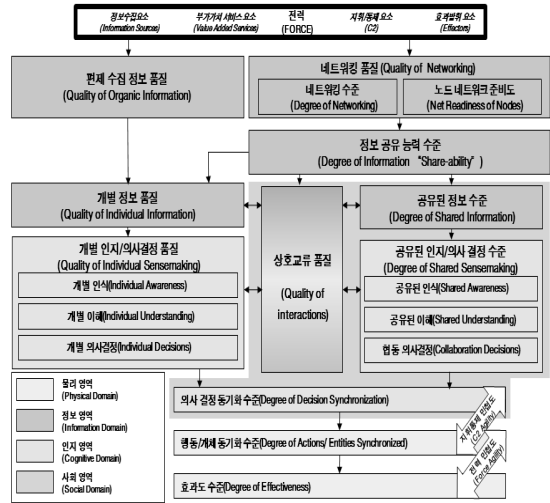 정보수집요소 부가가치 서비스 요소 전력 지휘/통제 요소 효과발휘 요소
(Information Sources) (Value Added Services) (FORCE) (C2) (Effectors)
편제 수집 정보 품질
(Quality of Organic Information)
네트워킹 품질 (Quality of Networking)
네트워킹 수준
(Degree of Networking)
노드 네트워크 준비도
(Net Readiness of Nodes)
정보 공유 능력 수준
(Degree of Information “Share-ability”)
개별 정보 품질
(Quality of Individual Information)
공유된 정보 수준
(Degree of Shared Information)
개별 인지/의사결정 품질
(Quality of Individual Sensemaking)
개별 인식(Individual Awareness)
개별 이해(Individual Understanding)
개별 의사결정(Individual Decisions)
상호교류 품질
(Quality of
interactions)
공유된 인지/의사 결정 수준
(Degree of Shared Sensemaking)
공유된 인식(Shared Awareness)
공유된 이해(Shared Understanding)
협동 의사결정(Collaboration Decisions)
물리 영역
(Physical Domain)
정보 영역
(Information Domain)
인지 영역
(Cognitive Domain)
사회 영역
(Social Domain)
의사 결정 동기화 수준(Degree of Decision Synchronization)
행동/개체 동기화 수준(Degree of Actions/ Entities Synchronized)
효과도 수준(Degree of Effectiveness)
지휘통제 민첩도
(C2 Agility)
전력 민첩도
(Force Agility)